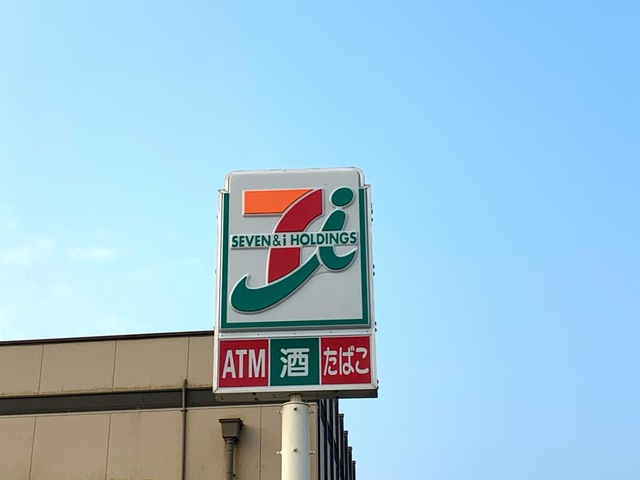 7i
SEVEN & i HOLDINGS
ATM 酒 たばこ